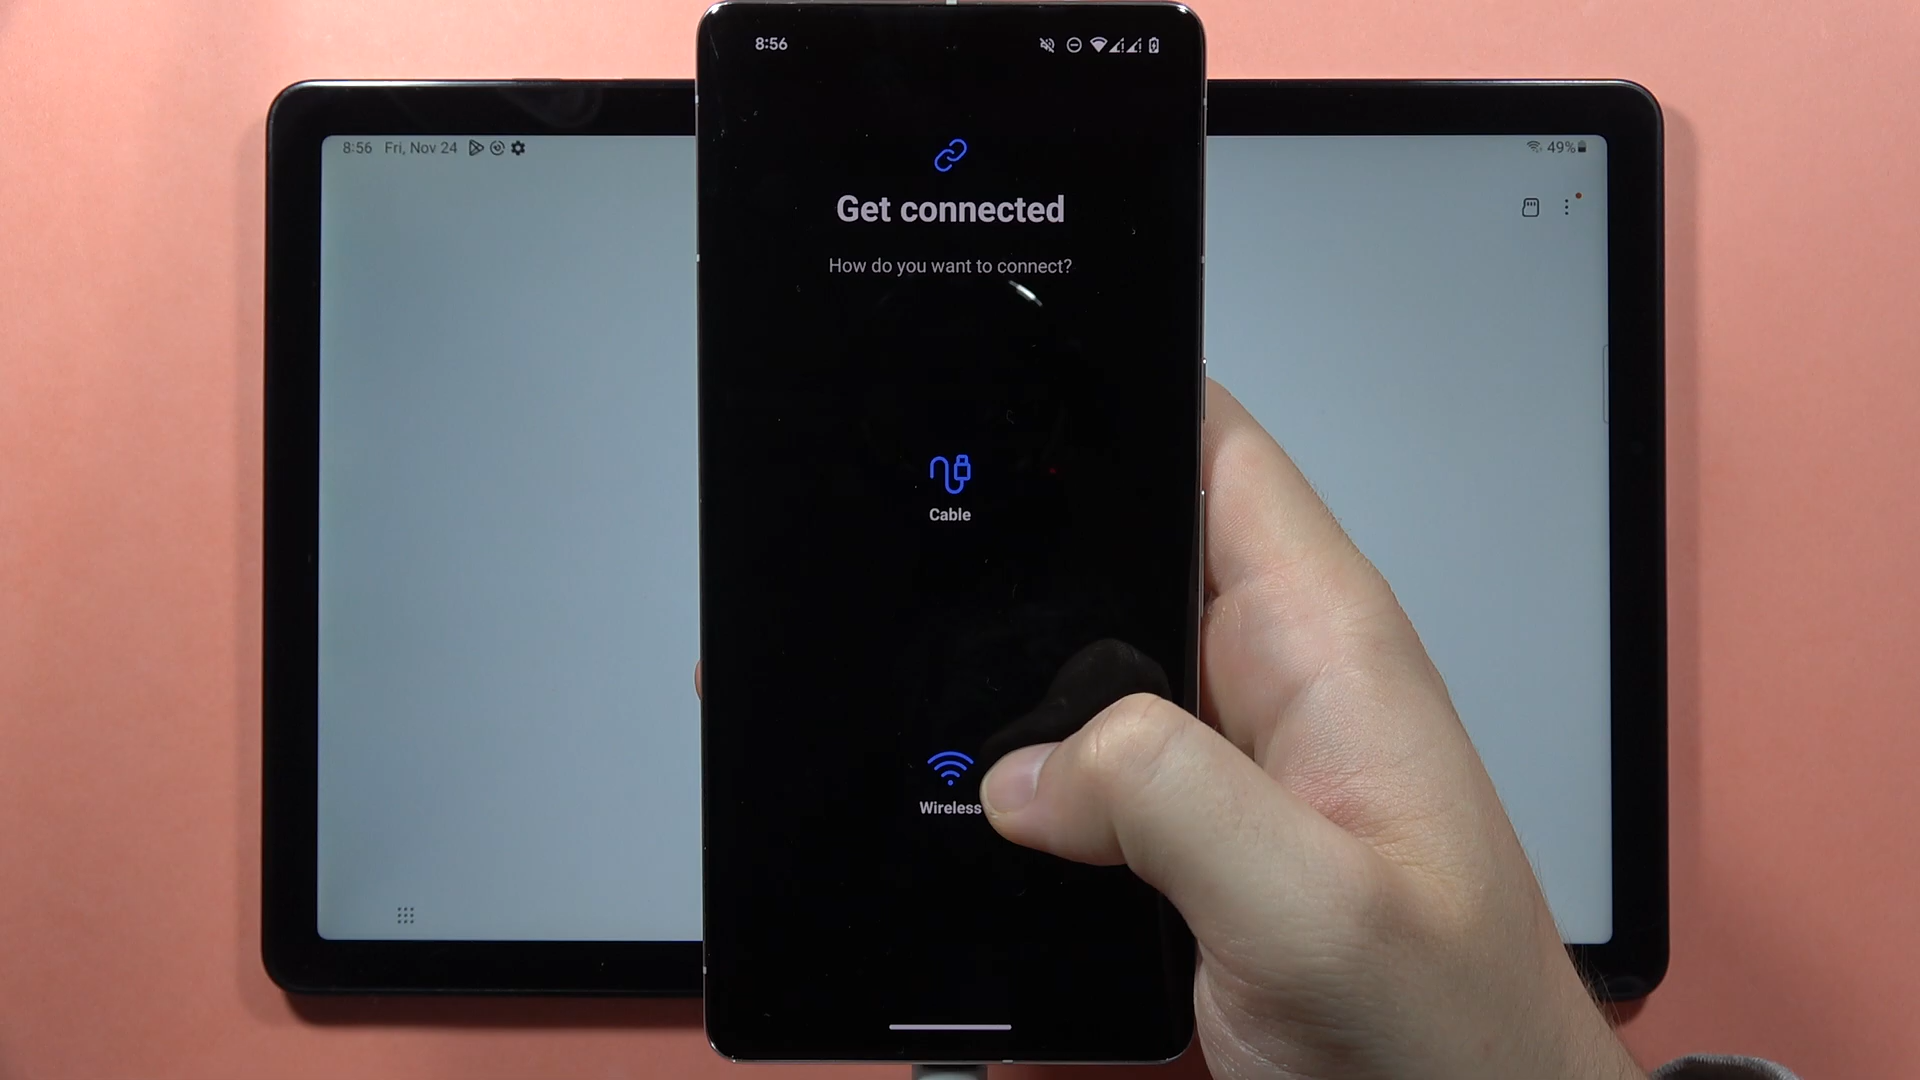 8:56
Get connected
How do you want to connect?
Cable
Wireless
8:56 Fri, Nov 24
49%